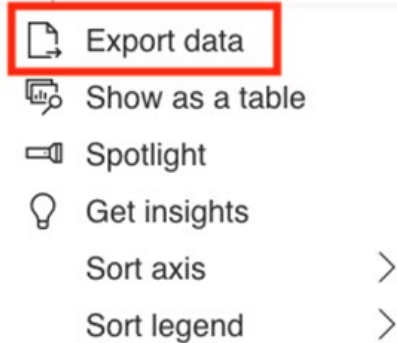 Export data
Show as a table
Spotlight
Get insights
Sort axis
Sort legend